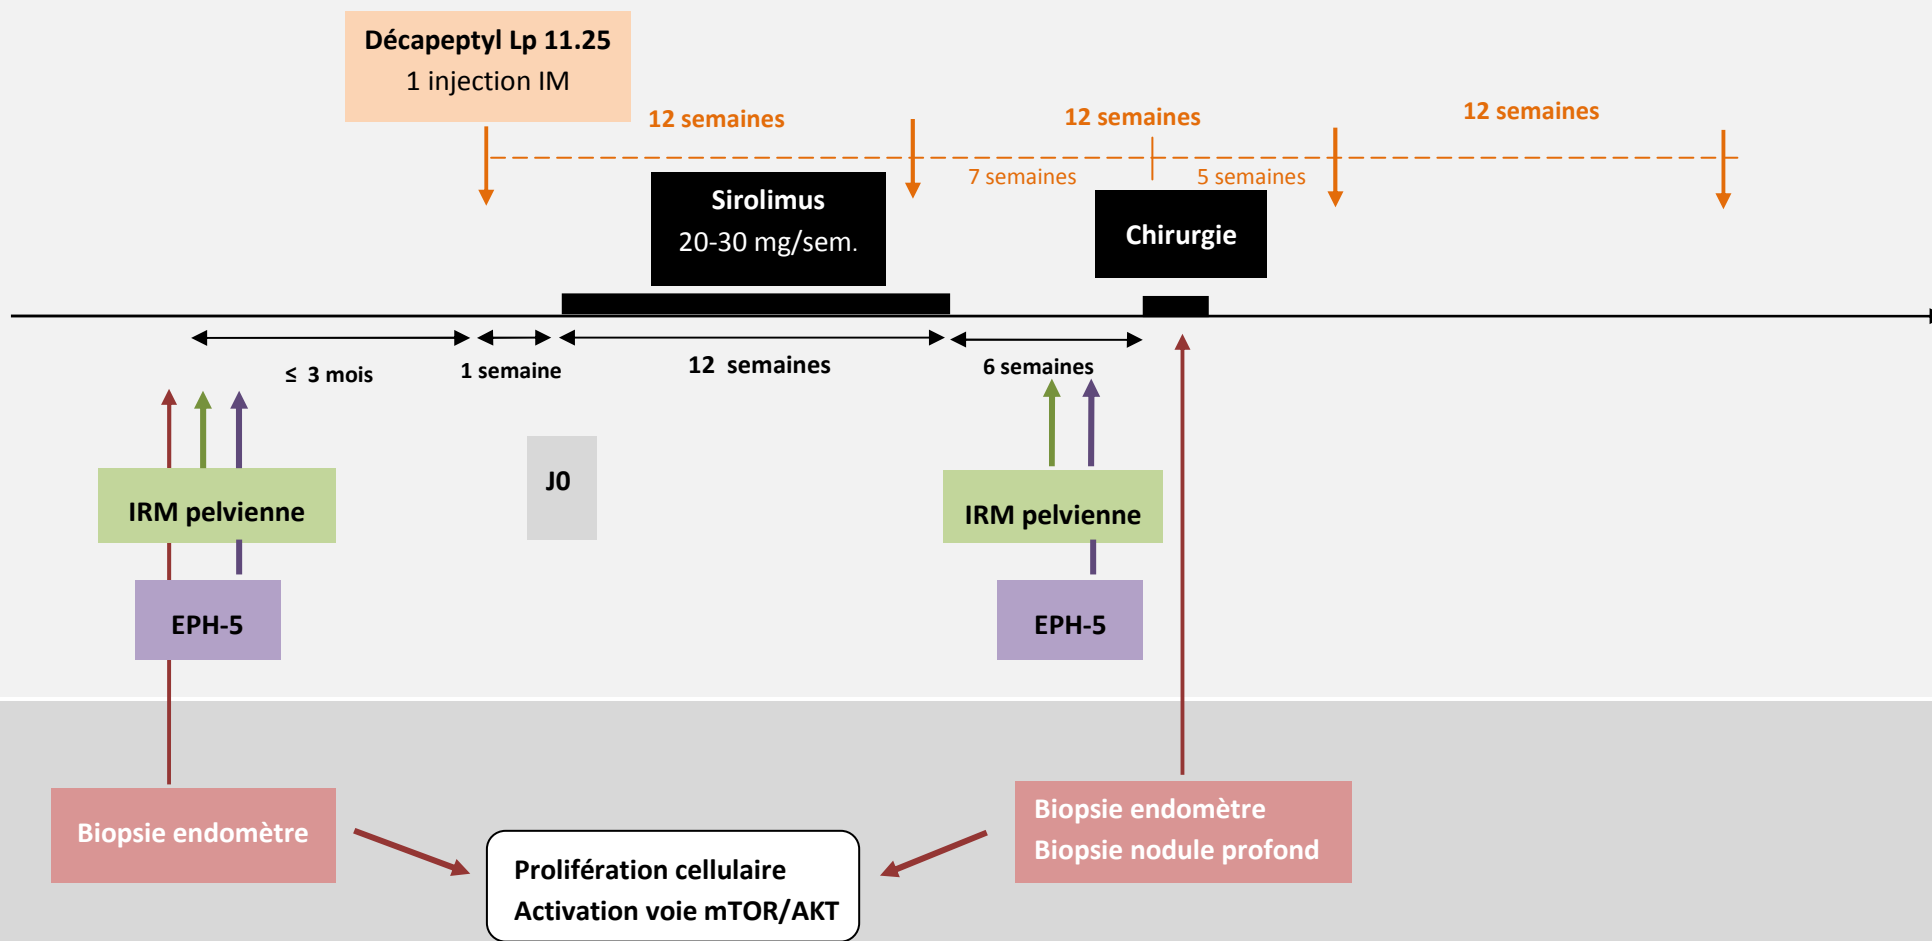 Décapeptyl Lp 11.25
1 injection IM
12 semaines
12 semaines
12 semaines
7 semaines
5 semaines
Sirolimus
20-30 mg/sem.
Chirurgie
≤ 3 mois
1 semaine
12 semaines
6 semaines
J0
IRM pelvienne
EPH-5
IRM pelvienne
EPH-5
Biopsie endomètre
Prolifération cellulaire
Activation voie mTOR/AKT
Biopsie endomètre
Biopsie nodule profond